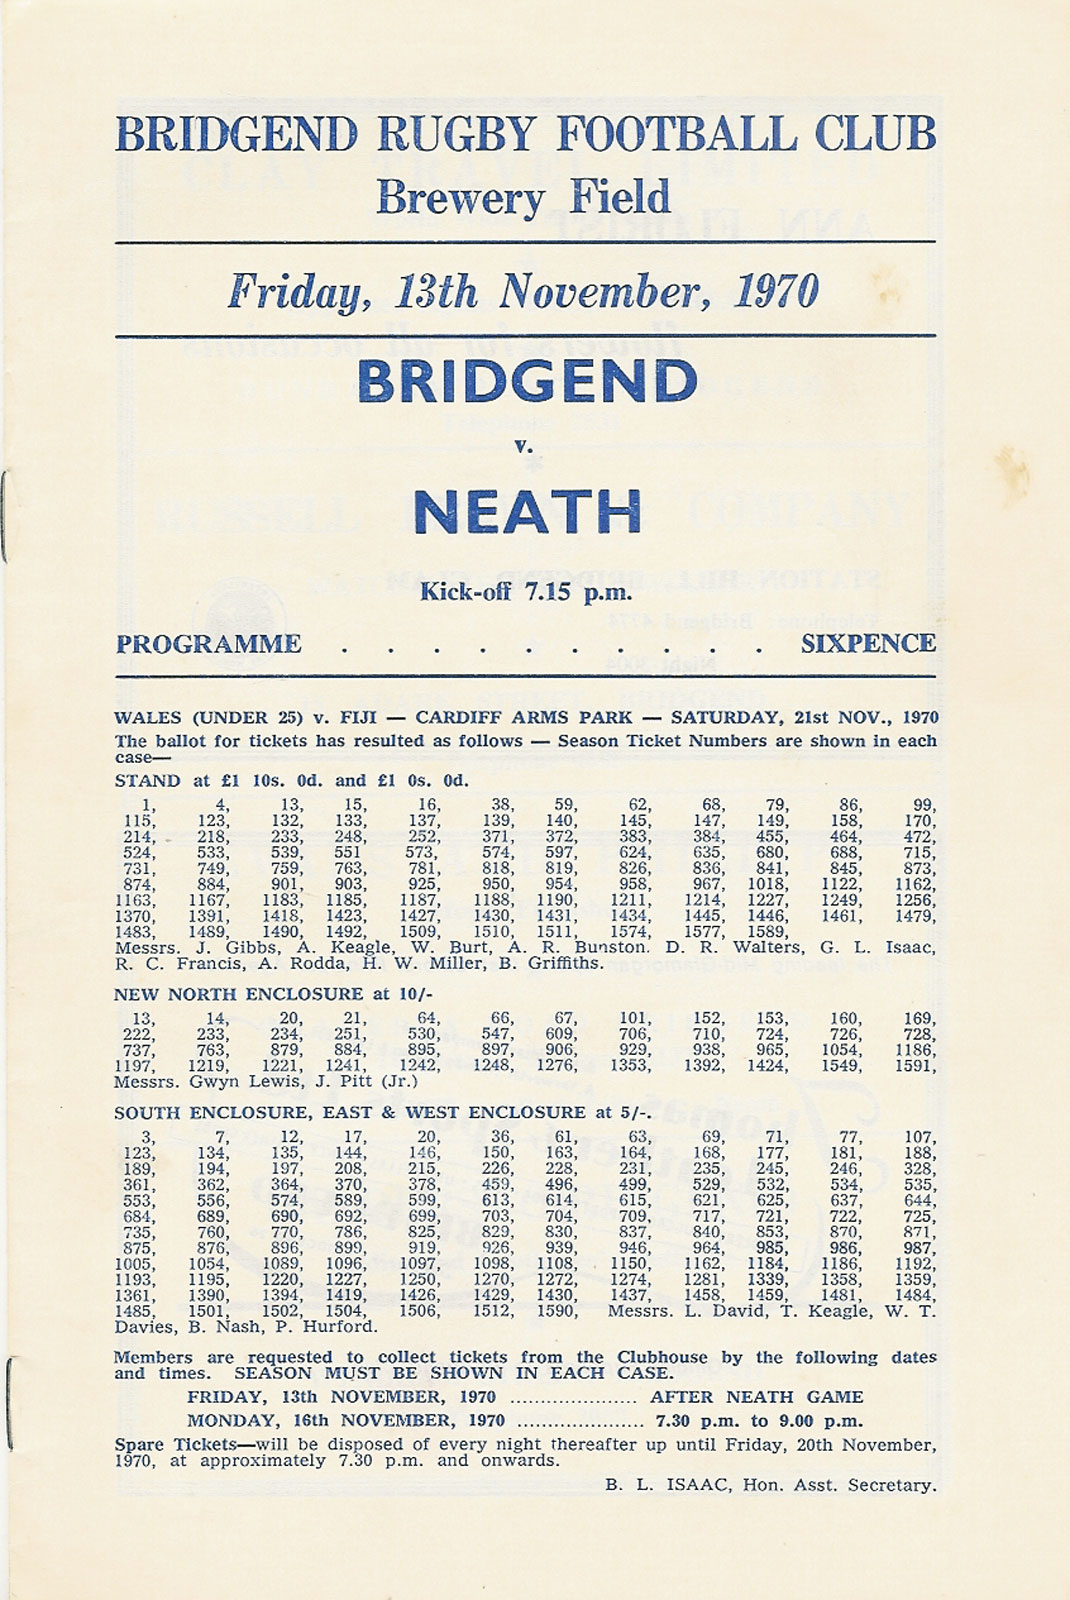 BRIDGEND RUGBY FOOTBALL CLUB
Brewery Field
Friday, 13th November, 1970
BRIDGEND
v.
NEATH
Kick-off 7.15 p.m.
PROGRAMME . . . . . . . . . . SIXPENCE
WALES (UNDER 25) v. FIJI — CARDIFF ARMS PARK — SATURDAY, 21st NOV., 1970
The ballot for tickets has resulted as follows — Season Ticket Numbers are shown in each
case—
STAND at £1 10s. 0d. and £1 0s. 0d.
1, 4, 13, 15, 16, 38, 59, 62, 68, 79, 86, 99,
115, 123, 132, 133, 137, 139, 140, 145, 147, 149, 158, 170,
214, 218, 233, 248, 252, 371, 372, 383, 384, 455, 464, 472,
524, 533, 539, 551 573, 574, 597, 624, 635, 680, 688, 715,
731, 749, 759, 763, 781, 818, 819, 826, 836, 841, 845, 873,
874, 884, 901, 903, 925, 950, 954, 958, 967, 1018, 1122, 1162,
1163, 1167, 1183, 1185, 1187, 1188, 1190, 1211, 1214, 1227, 1249, 1256,
1370, 1391, 1418, 1423, 1427, 1430, 1431, 1434, 1445, 1446, 1461, 1479,
1483, 1489, 1490, 1492, 1509, 1510, 1511, 1574, 1577, 1589,
Messrs. J. Gibbs, A. Keagle, W. Burt, A. R. Bunston. D. R. Walters, G. L. Isaac,
R. C. Francis, A. Rodda, H. W. Miller, B. Griffiths.
NEW NORTH ENCLOSURE at 10/-
13, 14, 20, 21, 64, 66, 67, 101, 152, 153, 160, 169,
222, 233, 234, 251, 530, 547, 609, 706, 710, 724, 726, 728,
737, 763, 879, 884, 895, 897, 906, 929, 938, 965, 1054, 1186,
1197, 1219, 1221, 1241, 1242, 1248, 1276, 1353, 1392, 1424, 1549, 1591,
Messrs. Gwyn Lewis, J. Pitt (Jr.)
SOUTH ENCLOSURE, EAST & WEST ENCLOSURE at 5/-.
3, 7, 12, 17, 20, 36, 61, 63, 69, 71, 77, 107,
123, 134, 135, 144, 146, 150, 163, 164, 168, 177, 181, 188,
189, 194, 197, 208, 215, 226, 228, 231, 235, 245, 246, 328,
361, 362, 364, 370, 378, 459, 496, 499, 529, 532, 534, 535,
553, 556, 574, 589, 599, 613, 614, 615, 621, 625, 637, 644,
684, 689, 690, 692, 699, 703, 704, 709, 717, 721, 722, 725,
735, 760, 770, 786, 825, 829, 830, 837, 840, 853, 870, 871,
875, 876, 896, 899, 919, 926, 939, 946, 964, 985, 986, 987,
1005, 1054, 1089, 1096, 1097, 1098, 1108, 1150, 1162, 1184, 1186, 1192,
1193, 1195, 1220, 1227, 1250, 1270, 1272, 1274, 1281, 1339, 1358, 1359,
1361, 1390, 1394, 1419, 1426, 1429, 1430, 1437, 1458, 1459, 1481, 1484,
1485, 1501, 1502, 1504, 1506, 1512, 1590, Messrs. L. David, T. Keagle, W. T.
Davies, B. Nash, P. Hurford.
Members are requested to collect tickets from the Clubhouse by the following dates
and times. SEASON MUST BE SHOWN IN EACH CASE.
FRIDAY, 13th NOVEMBER, 1970 ..................... AFTER NEATH GAME
MONDAY, 16th NOVEMBER, 1970 ..................... 7.30 p.m. to 9.00 p.m.
Spare Tickets—will be disposed of every night thereafter up until Friday, 20th November,
1970, at approximately 7.30 p.m. and onwards.
B. L. ISAAC, Hon. Asst. Secretary.